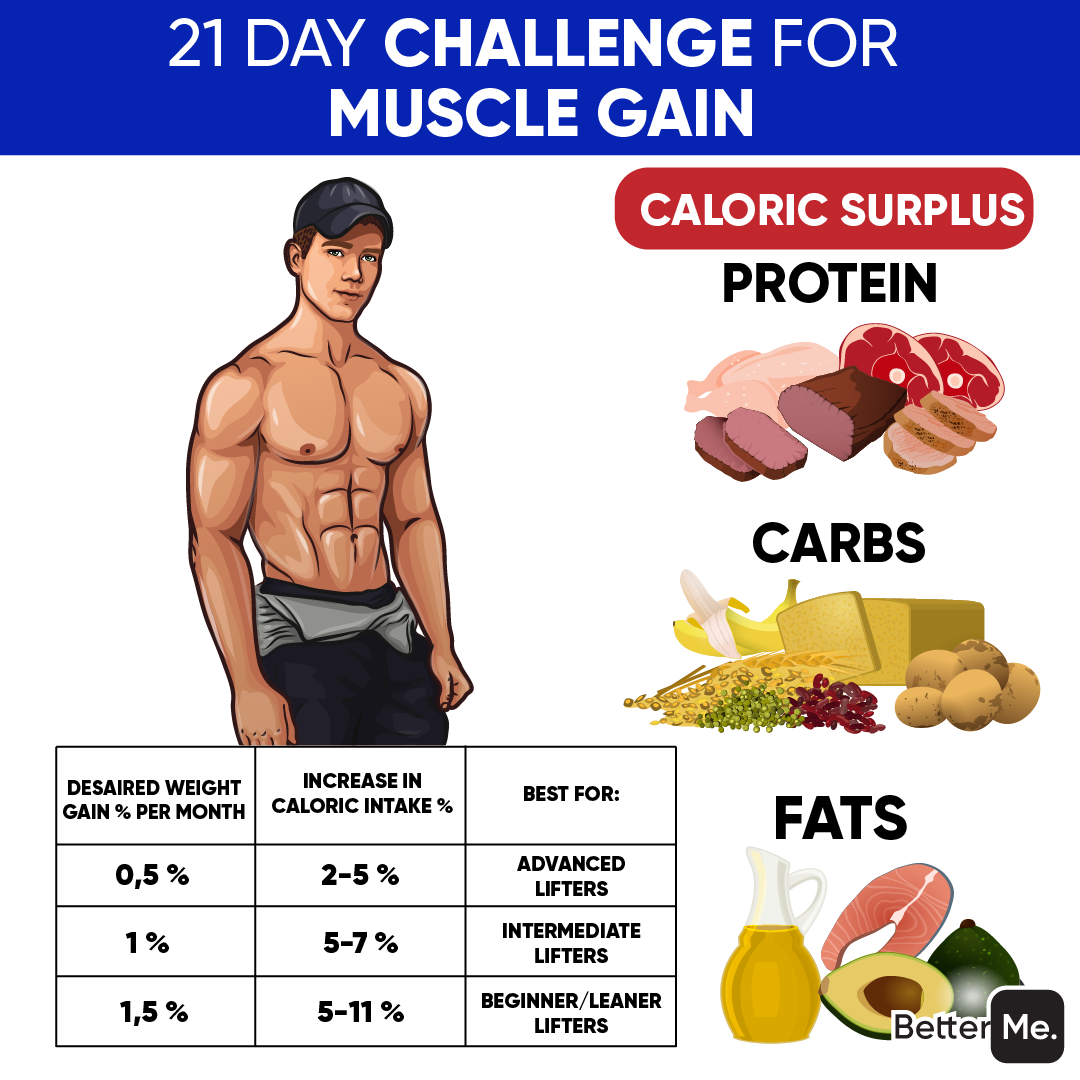 21 DAY CHALLENGE FOR
MUSCLE GAIN
CALORIC SURPLUS
PROTEIN
CARBS
FATS
DESAIRED WEIGHT
GAIN % PER MONTH
INCREASE IN
CALORIC INTAKE %
BEST FOR:
0,5 %
2-5 %
ADVANCED
LIFTERS
1 %
5-7 %
INTERMEDIATE
LIFTERS
1,5 %
5-11 %
BEGINNER/LEANER
LIFTERS
BetterMe.